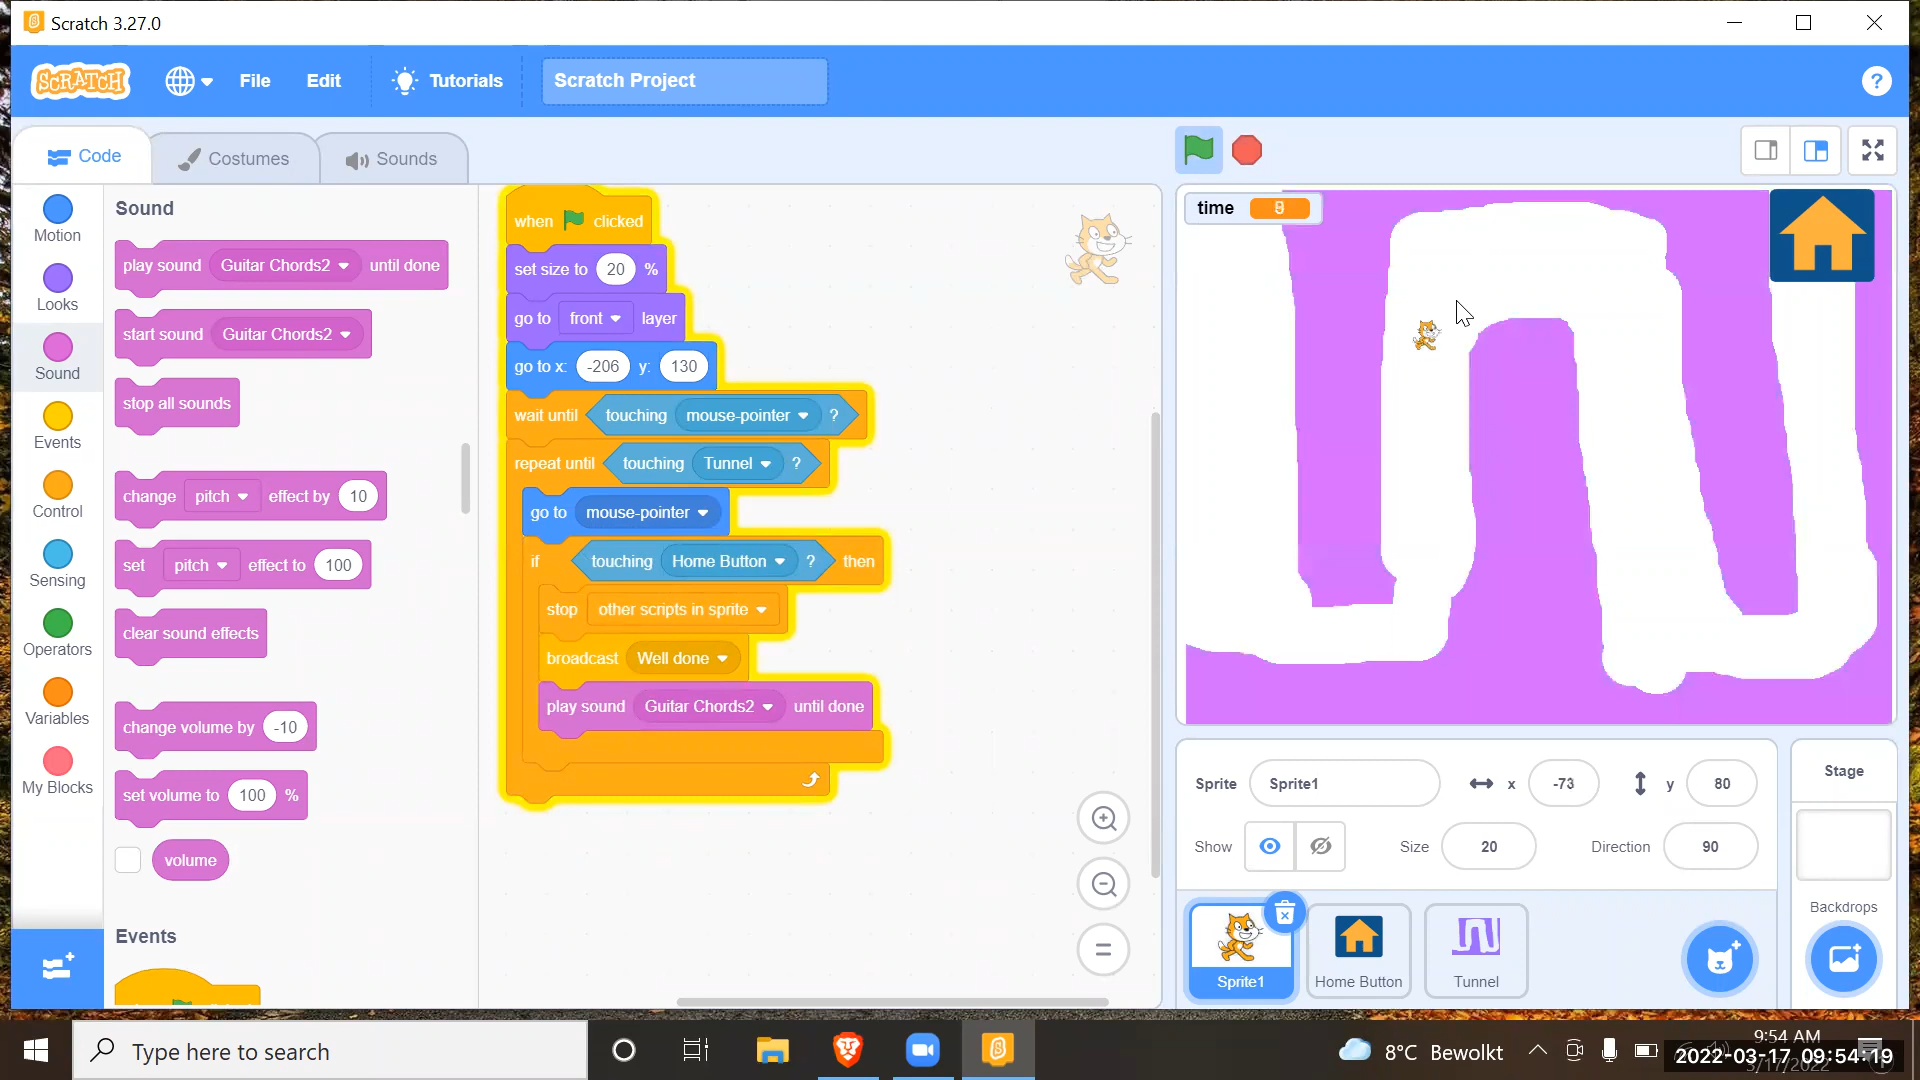 Scratch 3.27.0
SCRATCH File Edit Tutorials Scratch Project ?
Code Costumes Sounds
Motion
Looks
Sound
Events
Control
Sensing
Operators
Variables
My Blocks
Sound
play sound Guitar Chords2 until done
start sound Guitar Chords2
stop all sounds
change pitch effect by 10
set pitch effect to 100
clear sound effects
change volume by -10
set volume to 100 %
volume
Events
when clicked
set size to 20 %
go to front layer
go to x: -206 y: 130
wait until touching mouse-pointer ?
repeat until touching Tunnel ?
go to mouse-pointer
if touching Home Button ? then
stop other scripts in sprite
broadcast Well done
play sound Guitar Chords2 until done
time
Sprite Sprite1 x -73 y 80
Show Size 20 Direction 90
Sprite1 Home Button Tunnel
Stage
Backdrops
Type here to search
8°C Bewolkt
9:54 AM
3/17/2022
2022-03-17 09:54:19